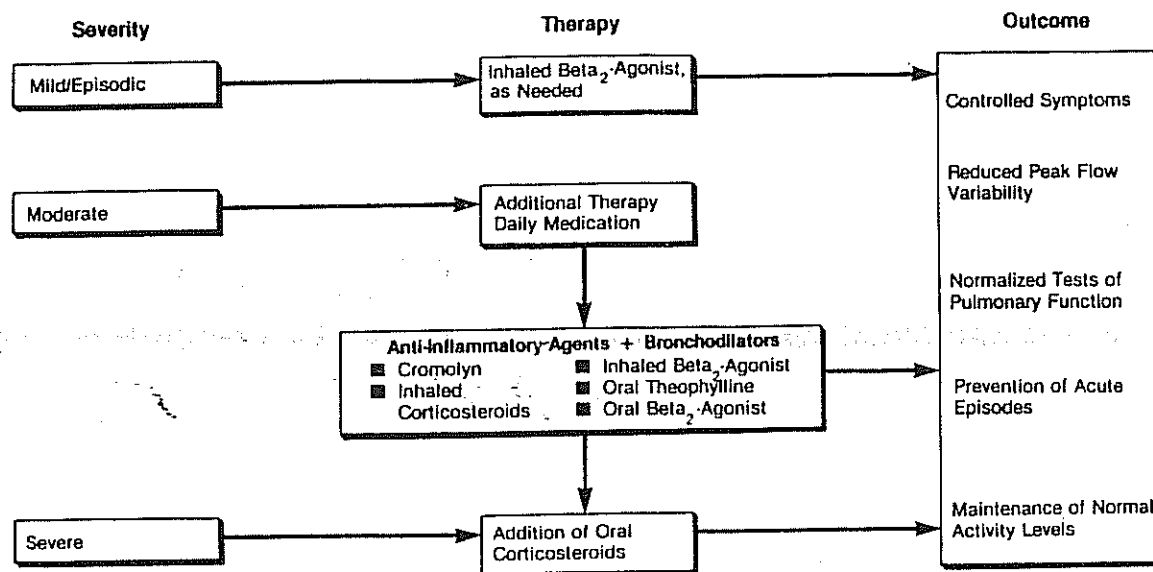 Severity
Therapy
Outcome
Mild/Episodic
Inhaled Beta₂-Agonist,
as Needed
Controlled Symptoms
Reduced Peak Flow
Variability
Moderate
Additional Therapy
Daily Medication
Normalized Tests of
Pulmonary Function
Anti-Inflammatory Agents + Bronchodilators
■ Cromolyn
■ Inhaled
Corticosteroids
■ Inhaled Beta₂-Agonist
■ Oral Theophylline
■ Oral Beta₂-Agonist
Prevention of Acute
Episodes
Severe
Addition of Oral
Corticosteroids
Maintenance of Normal
Activity Levels